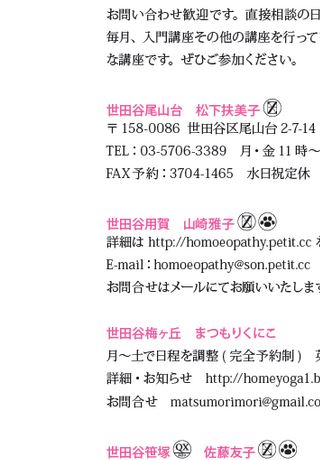 お問い合わせ歓迎です。直接相談の日
毎月、入門講座その他の講座を行って
な講座です。ぜひご参加ください。
世田谷尾山台　松下扶美子
〒158-0086 世田谷区尾山台 2-7-14
TEL：03-5706-3389　月・金 11 時～
FAX 予約：3704-1465　水日祝定休
世田谷用賀　山崎雅子
詳細は http://homoeopathy.petit.cc
E-mail：homoeopathy@son.petit.cc
お問合せはメールにてお願いいたします
世田谷梅ヶ丘　まつもりくにこ
月～土で日程を調整 ( 完全予約制 )
詳細・お知らせ　http://homeyoga1.b
お問合せ　matsumorimori@gmail.co
世田谷笹塚 QX　佐藤友子